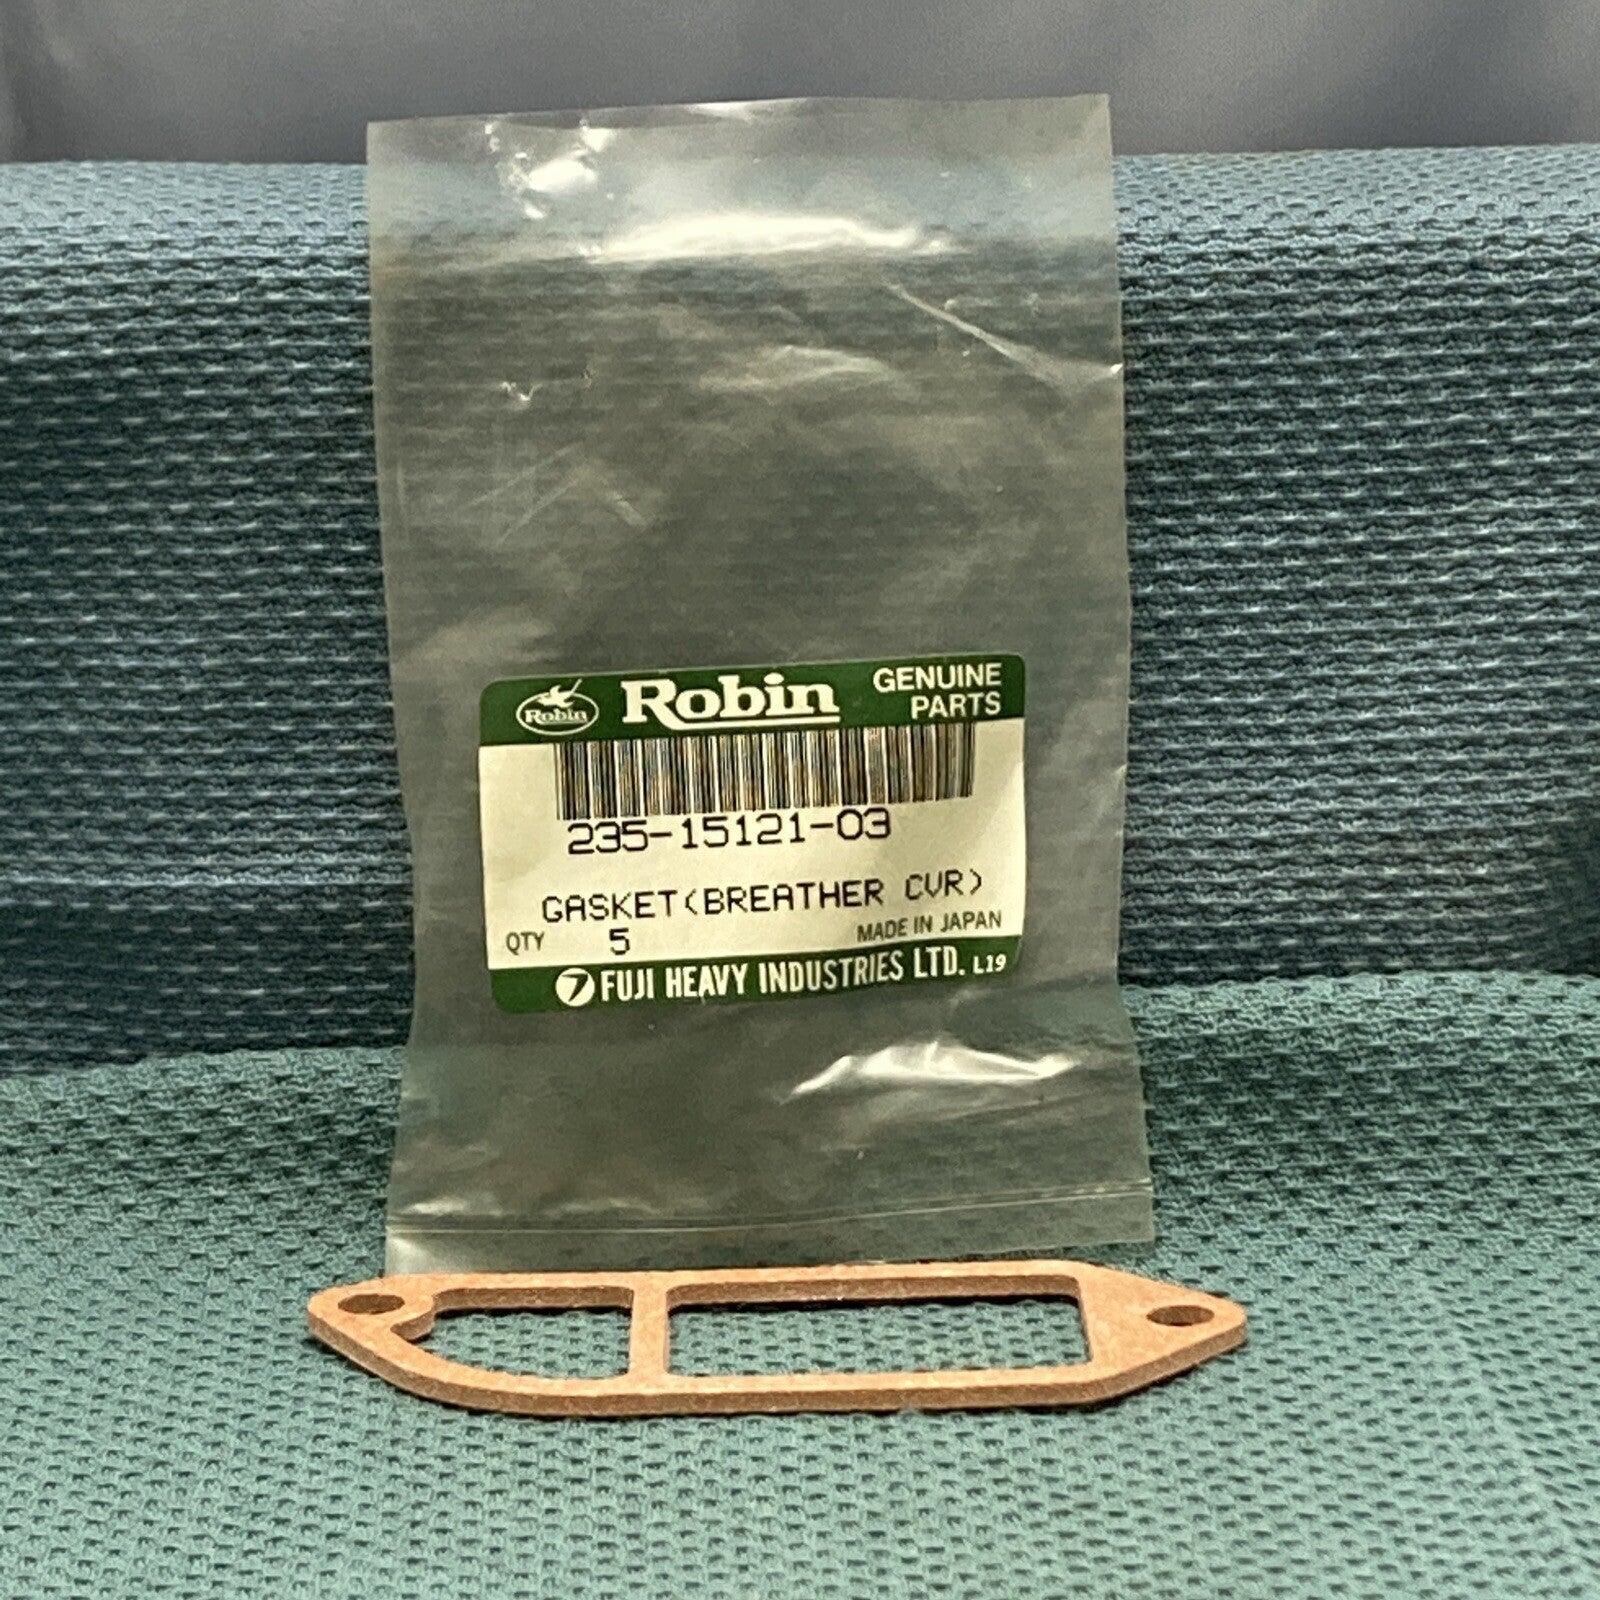 Robin Robin GENUINE
PARTS
235-15121-03
GASKET(BREATHER CVR)
QTY 5 MADE IN JAPAN
7 FUJI HEAVY INDUSTRIES LTD. L19